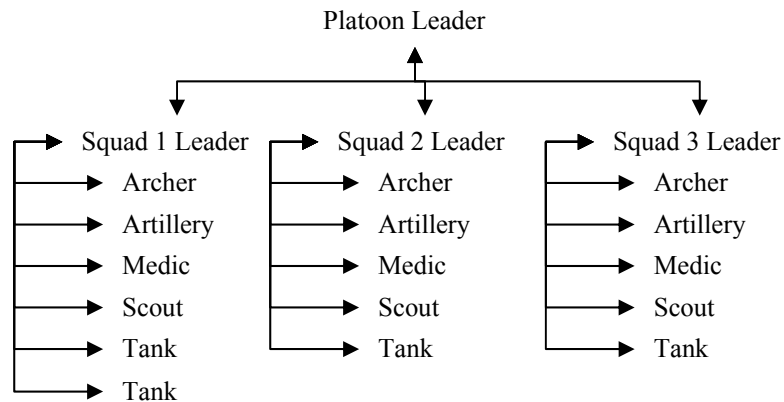 Platoon Leader
Squad 1 Leader
Archer
Artillery
Medic
Scout
Tank
Tank
Squad 2 Leader
Archer
Artillery
Medic
Scout
Tank
Squad 3 Leader
Archer
Artillery
Medic
Scout
Tank